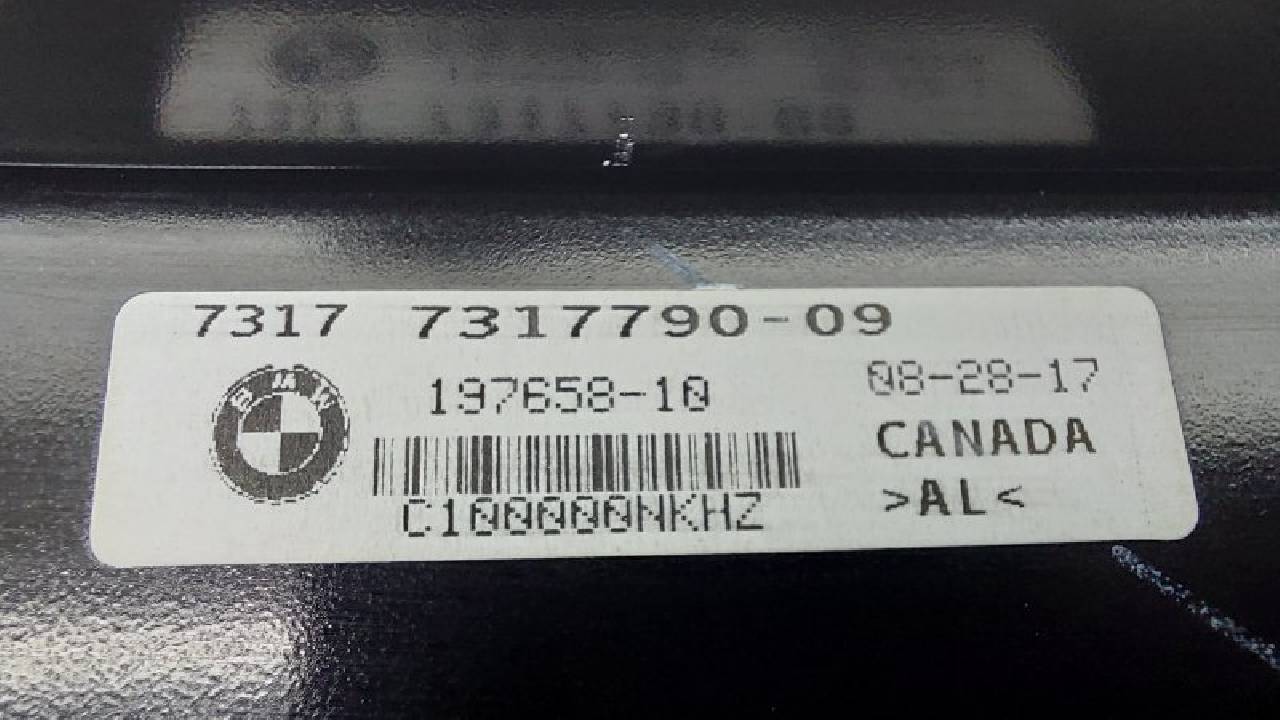 7317 7317790-09
BMW
197658-10
08-28-17
CANADA
C100000NKHZ
>AL<